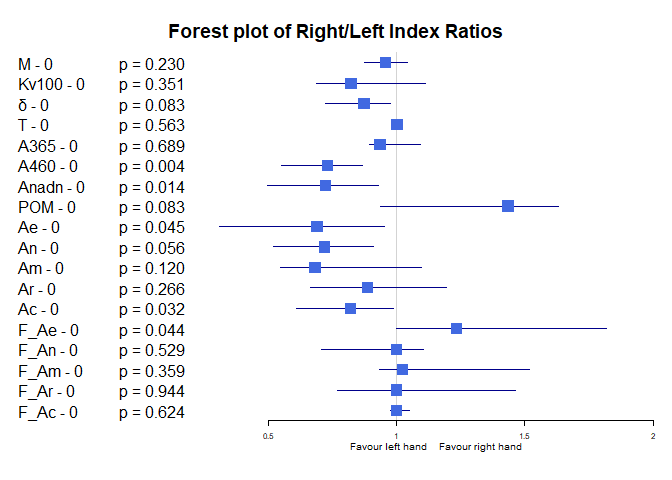 Forest plot of Right/Left Index Ratios
M - 0 p = 0.230
Kv100 - 0 p = 0.351
δ - 0 p = 0.083
T - 0 p = 0.563
A365 - 0 p = 0.689
A460 - 0 p = 0.004
Anadn - 0 p = 0.014
POM - 0 p = 0.083
Ae - 0 p = 0.045
An - 0 p = 0.056
Am - 0 p = 0.120
Ar - 0 p = 0.266
Ac - 0 p = 0.032
F_Ae - 0 p = 0.044
F_An - 0 p = 0.529
F_Am - 0 p = 0.359
F_Ar - 0 p = 0.944
F_Ac - 0 p = 0.624
0.5 1 1.5 2
Favour left hand Favour right hand